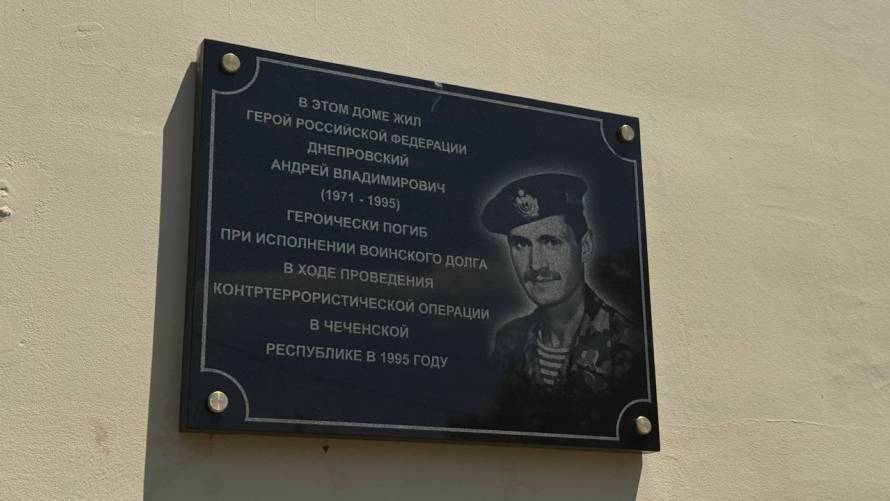 В ЭТОМ ДОМЕ ЖИЛ
ГЕРОЙ РОССИЙСКОЙ ФЕДЕРАЦИИ
ДНЕПРОВСКИЙ
АНДРЕЙ ВЛАДИМИРОВИЧ
(1971 - 1995)
ГЕРОИЧЕСКИ ПОГИБ
ПРИ ИСПОЛНЕНИИ ВОИНСКОГО ДОЛГА
В ХОДЕ ПРОВЕДЕНИЯ
КОНТРТЕРРОРИСТИЧЕСКОЙ ОПЕРАЦИИ
В ЧЕЧЕНСКОЙ
РЕСПУБЛИКЕ В 1995 ГОДУ